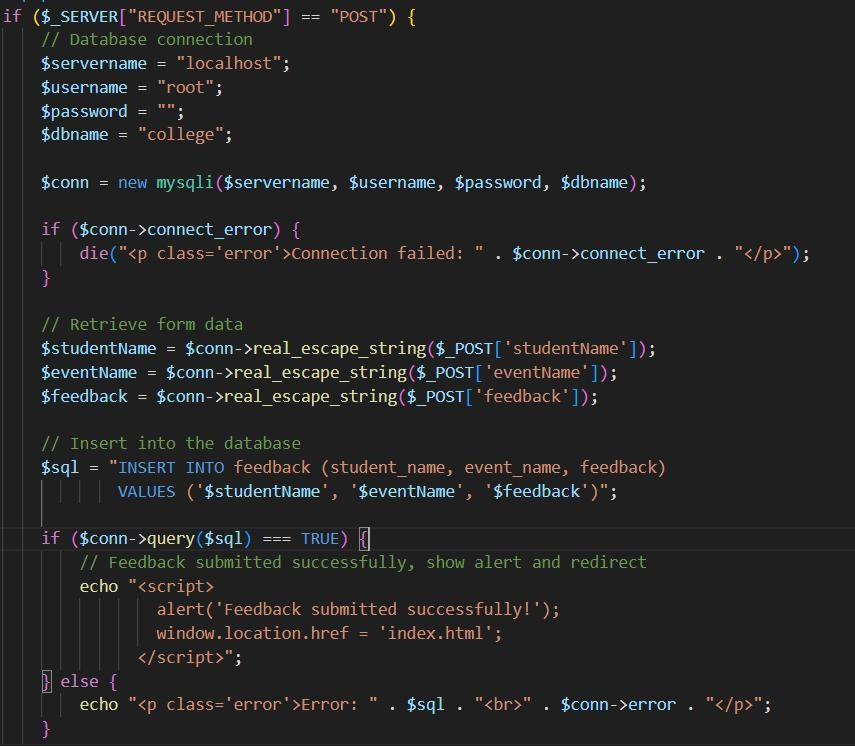 if ($_SERVER["REQUEST_METHOD"] == "POST") {
    // Database connection
    $servername = "localhost";
    $username = "root";
    $password = "";
    $dbname = "college";

    $conn = new mysqli($servername, $username, $password, $dbname);

    if ($conn->connect_error) {
        die("<p class='error'>Connection failed: " . $conn->connect_error . "</p>");
    }

    // Retrieve form data
    $studentName = $conn->real_escape_string($_POST['studentName']);
    $eventName = $conn->real_escape_string($_POST['eventName']);
    $feedback = $conn->real_escape_string($_POST['feedback']);

    // Insert into the database
    $sql = "INSERT INTO feedback (student_name, event_name, feedback)
            VALUES ('$studentName', '$eventName', '$feedback')";

    if ($conn->query($sql) === TRUE) {
        // Feedback submitted successfully, show alert and redirect
        echo "<script>
                alert('Feedback submitted successfully!');
                window.location.href = 'index.html';
              </script>";
    } else {
        echo "<p class='error'>Error: " . $sql . "<br>" . $conn->error . "</p>";
    }